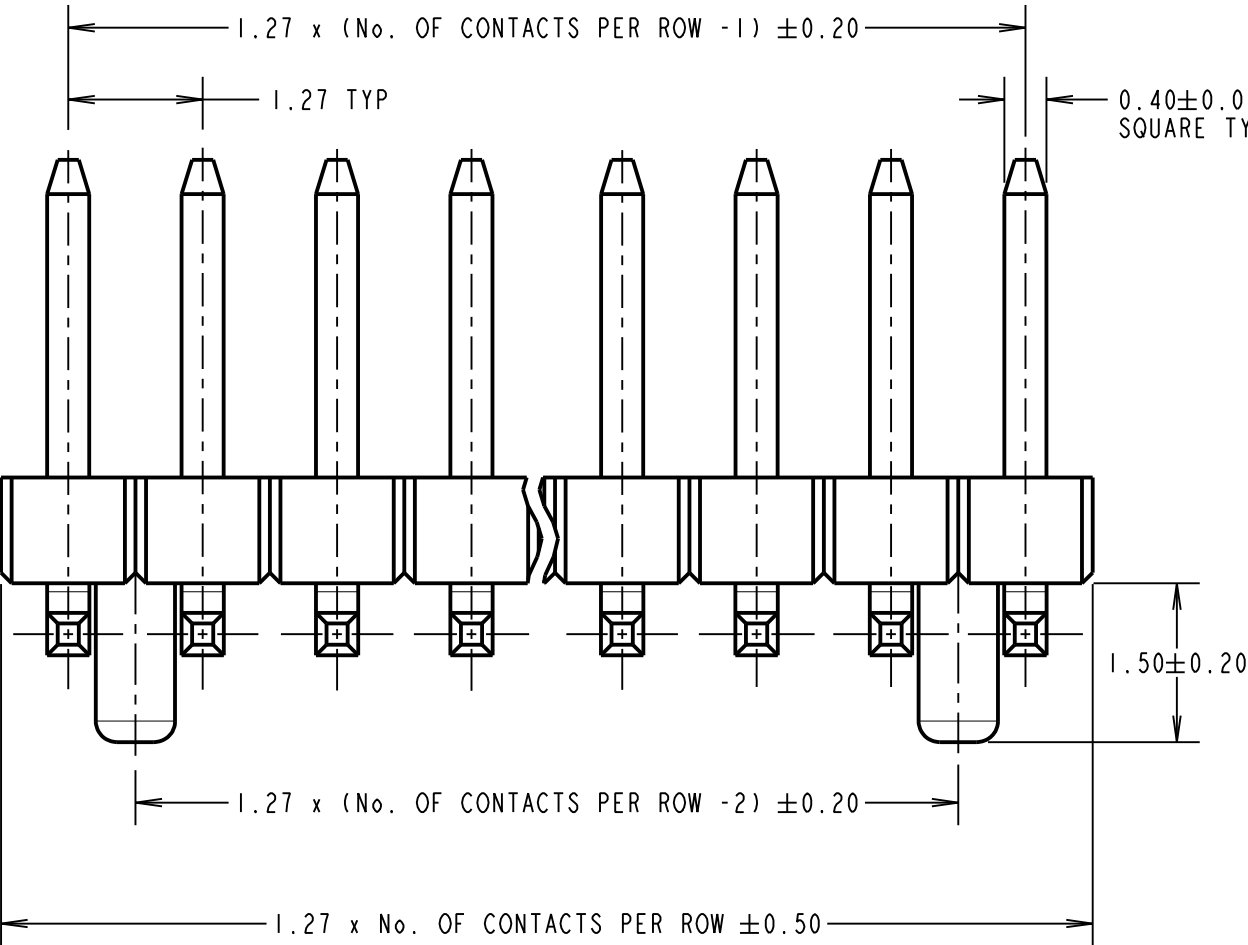 1.27 x (No. OF CONTACTS PER ROW -1) ±0.20
1.27 TYP
0.40±0.0
SQUARE TY
1.50±0.20
1.27 x (No. OF CONTACTS PER ROW -2) ±0.20
1.27 x No. OF CONTACTS PER ROW ±0.50